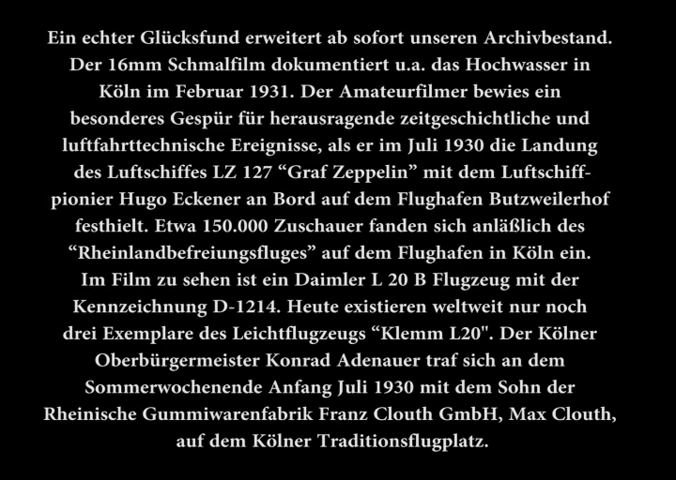 Ein echter Glücksfund erweitert ab sofort unseren Archivbestand.
Der 16mm Schmalfilm dokumentiert u.a. das Hochwasser in
Köln im Februar 1931. Der Amateurfilmer bewies ein
besonderes Gespür für herausragende zeitgeschichtliche und
luftfahrttechnische Ereignisse, als er im Juli 1930 die Landung
des Luftschiffes LZ 127 “Graf Zeppelin” mit dem Luftschiff-
pionier Hugo Eckener an Bord auf dem Flughafen Butzweilerhof
festhielt. Etwa 150.000 Zuschauer fanden sich anläßlich des
“Rheinlandbefreiungsfluges” auf dem Flughafen in Köln ein.
Im Film zu sehen ist ein Daimler L 20 B Flugzeug mit der
Kennzeichnung D-1214. Heute existieren weltweit nur noch
drei Exemplare des Leichtflugzeugs “Klemm L20". Der Kölner
Oberbürgermeister Konrad Adenauer traf sich an dem
Sommerwochenende Anfang Juli 1930 mit dem Sohn der
Rheinische Gummiwarenfabrik Franz Clouth GmbH, Max Clouth,
auf dem Kölner Traditionsflugplatz.